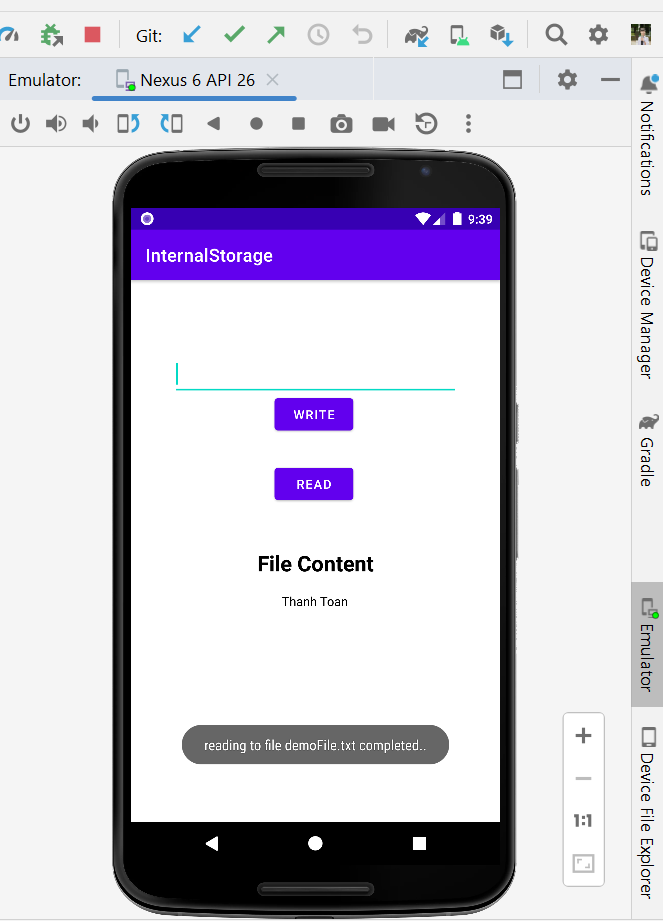 Git:
Emulator: Nexus 6 API 26
9:39
InternalStorage
WRITE
READ
File Content
Thanh Toan
reading to file demoFile.txt completed..
1:1
Notifications
Device Manager
Gradle
Emulator
Device File Explorer